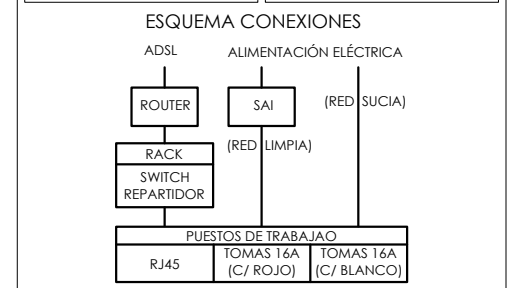 ESQUEMA CONEXIONES
ADSL
ALIMENTACIÓN ELÉCTRICA
ROUTER
SAI
(RED SUCIA)
(RED LIMPIA)
RACK
SWITCH
REPARTIDOR
PUESTOS DE TRABAJAO
RJ45
TOMAS 16A
(C/ ROJO)
TOMAS 16A
(C/ BLANCO)